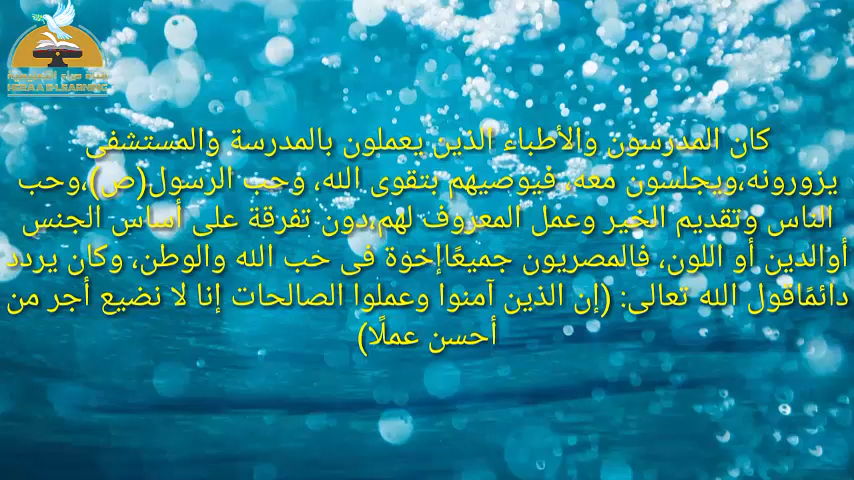 HERAA E-LEARNING
كان المدرسون والأطباء الذين يعملون بالمدرسة والمستشفى
يزورونه،ويجلسون معه، فيوصيهم بتقوى الله، وحب الرسول(ص)،وحب
الناس وتقديم الخير وعمل المعروف لهم،دون تفرقة على أساس الجنس
أوالدين أو اللون، فالمصريون جميعًاإخوة فى حب الله والوطن، وكان يردد
دائمًاقول الله تعالى: (إن الذين آمنوا وعملوا الصالحات إنا لا نضيع أجر من
أحسن عملًا)